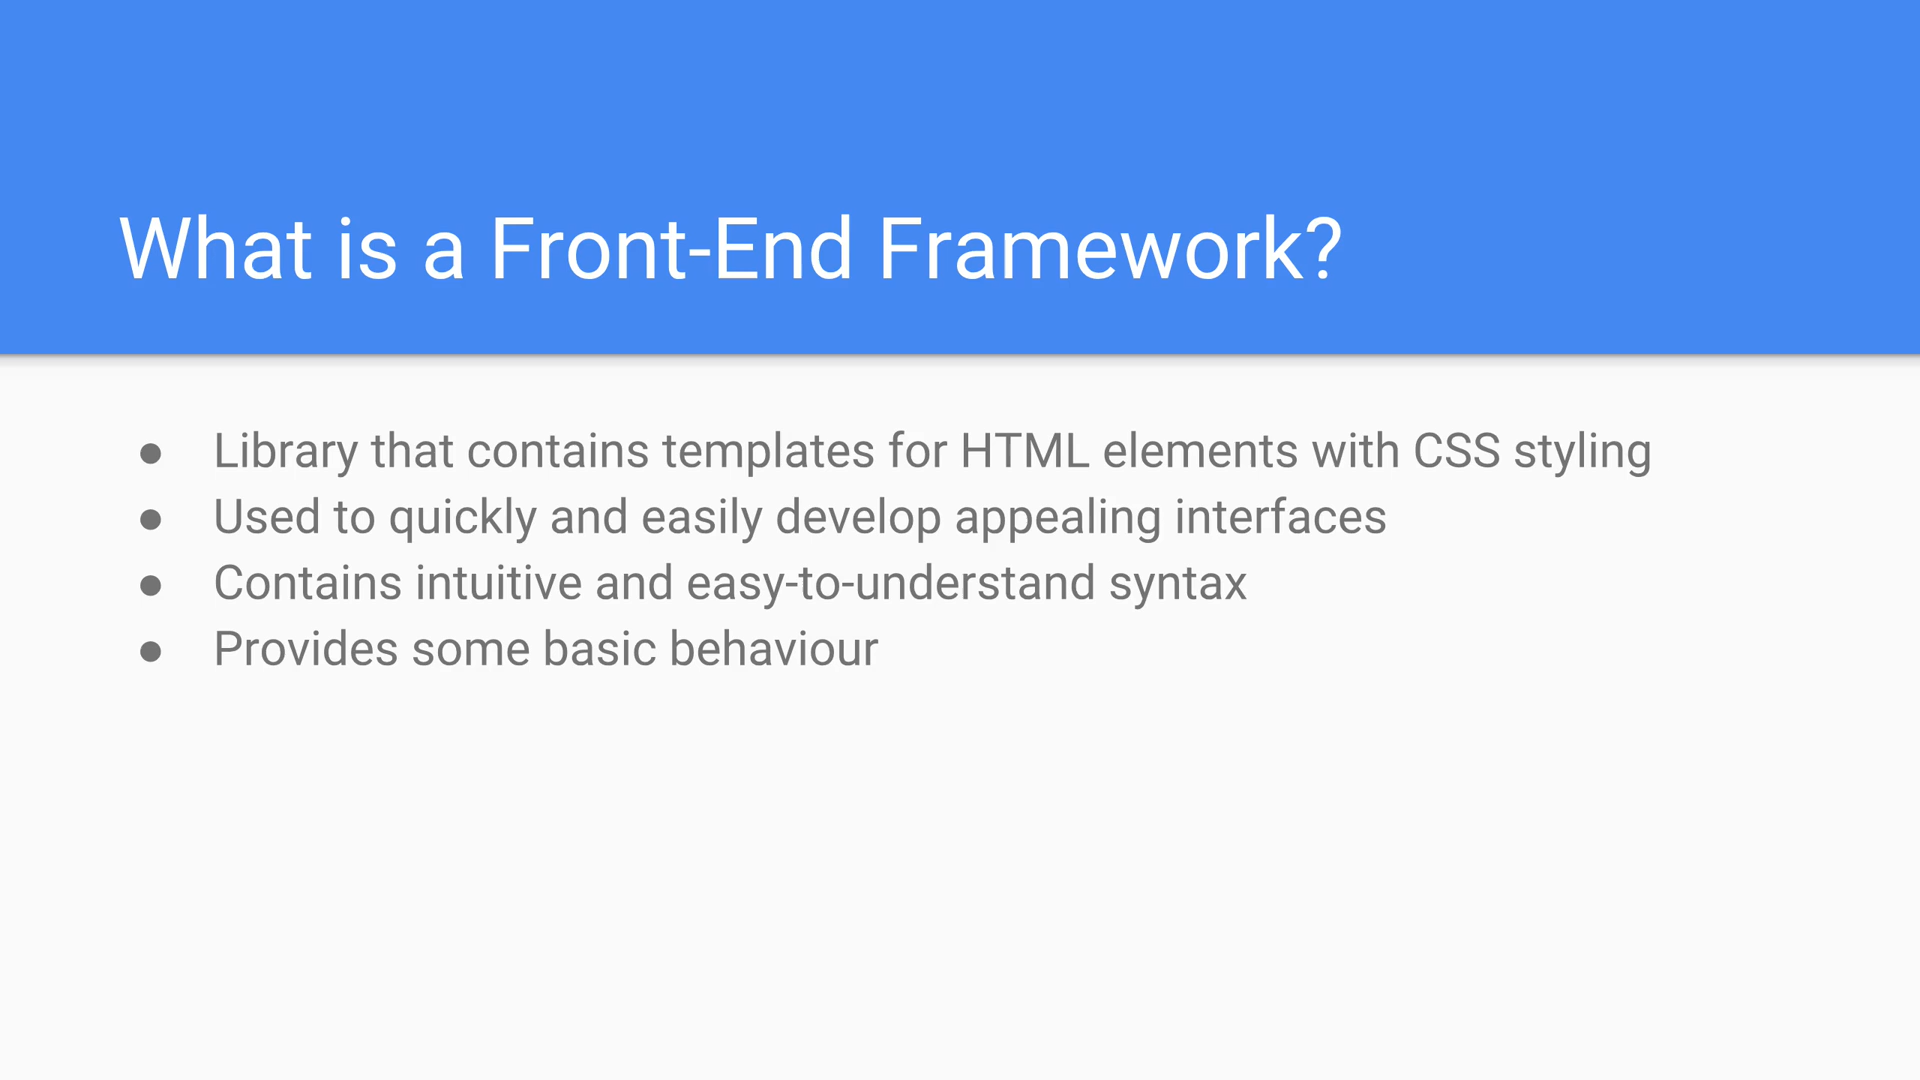 What is a Front-End Framework?
● Library that contains templates for HTML elements with CSS styling
● Used to quickly and easily develop appealing interfaces
● Contains intuitive and easy-to-understand syntax
● Provides some basic behaviour